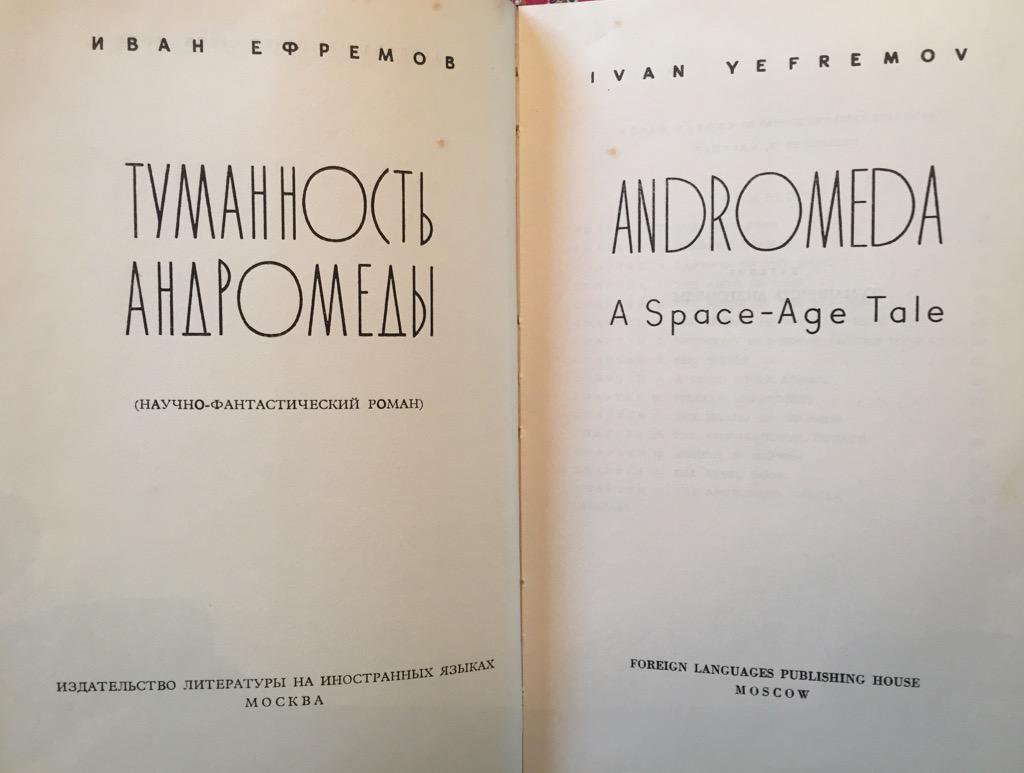 ИВАН ЕФРЕМОВ
ТУМАННОСТЬ
АНДРОМЕДЫ
(НАУЧНО-ФАНТАСТИЧЕСКИЙ РОМАН)
ИЗДАТЕЛЬСТВО ЛИТЕРАТУРЫ НА ИНОСТРАННЫХ ЯЗЫКАХ
МОСКВА
IVAN YEFREMOV
ANDROMEDA
A Space-Age Tale
FOREIGN LANGUAGES PUBLISHING HOUSE
MOSCOW